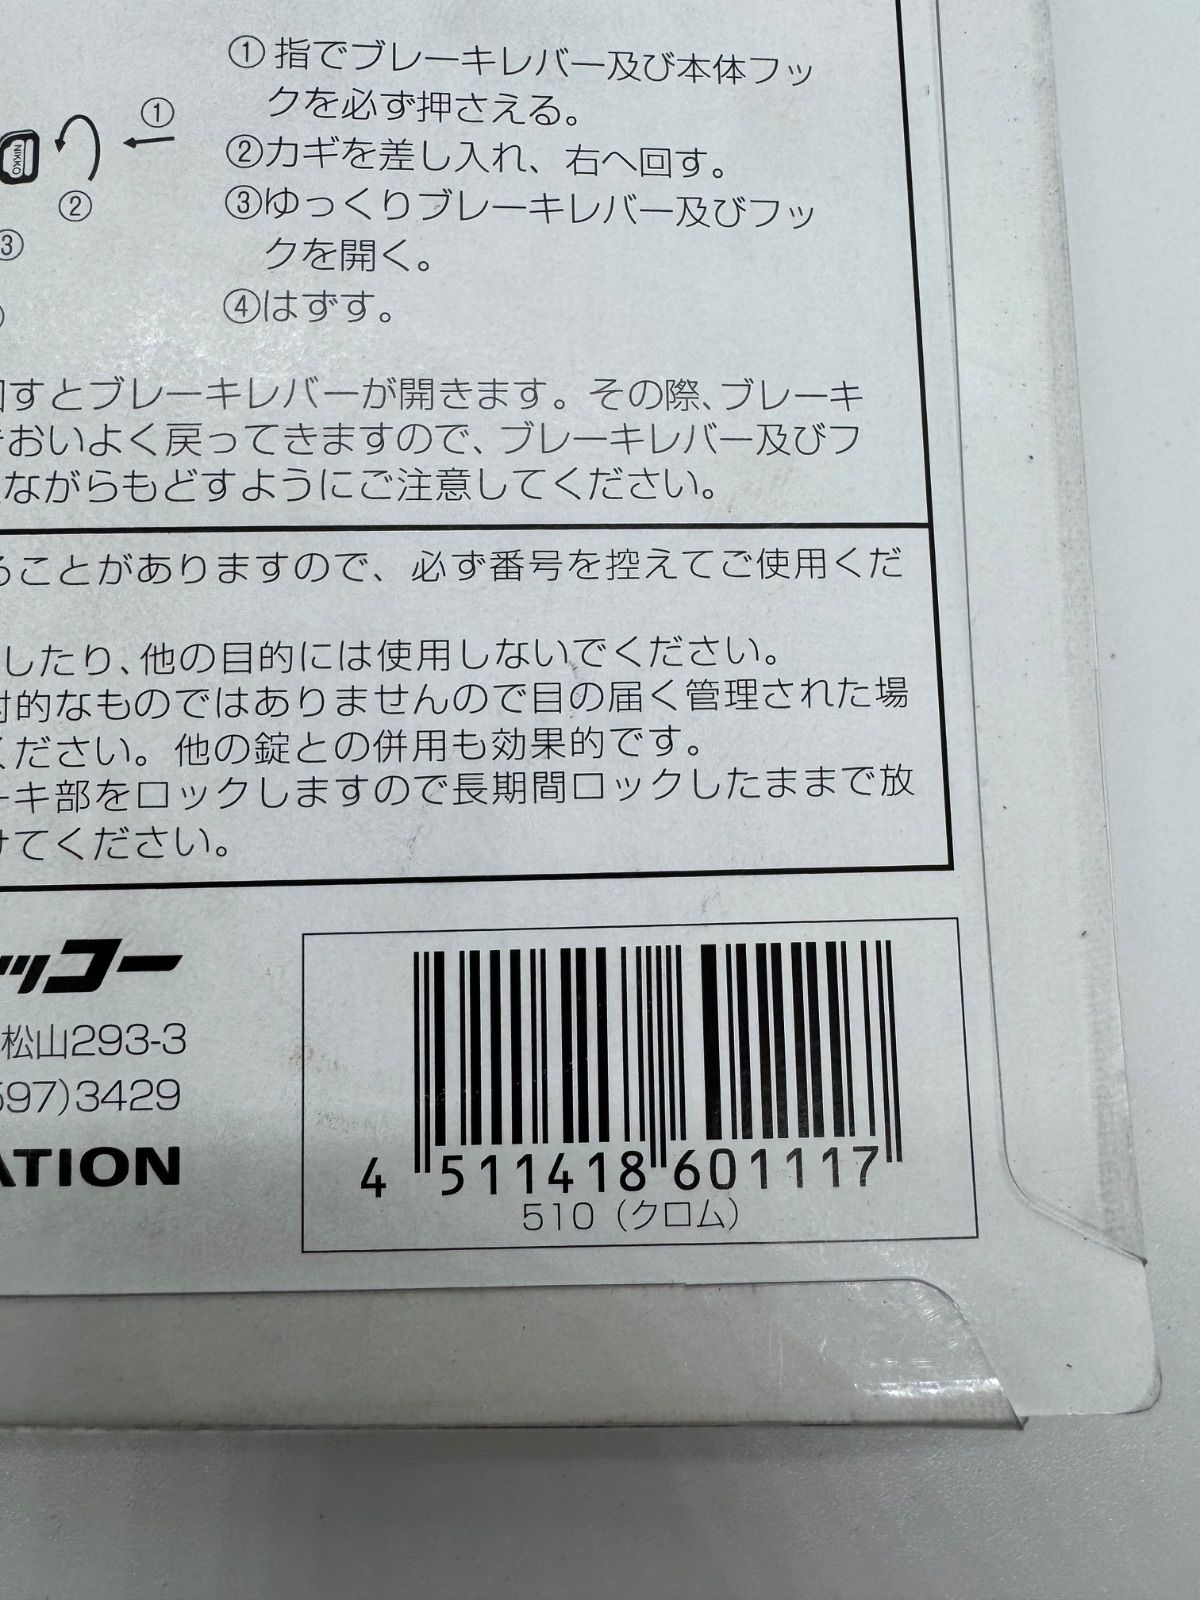 ① 指でブレーキレバー及び本体フッ
クを必ず押さえる。
②カギを差し入れ、右へ回す。
③ゆっくりブレーキレバー及びフッ
クを開く。
④はずす。
①
NIKKO
②
③
回すとブレーキレバーが開きます。その際、ブレーキ
おいよく戻ってきますので、ブレーキレバー及びフ
ながらもどすようにご注意してください。
ることがありますので、必ず番号を控えてご使用くだ
したり、他の目的には使用しないでください。
対的なものではありませんので目の届く管理された場
ください。他の錠との併用も効果的です。
ーキ部をロックしますので長期間ロックしたままで放
けてください。
ッコー
松山293-3
597)3429
ATION
4 511418 601117
510（クロム）